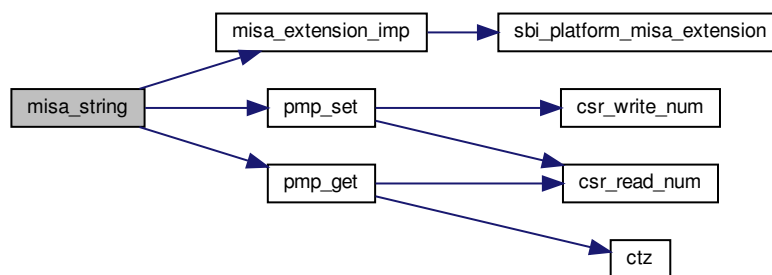 misa_extension_imp
sbi_platform_misa_extension
misa_string
pmp_set
csr_write_num
pmp_get
csr_read_num
ctz